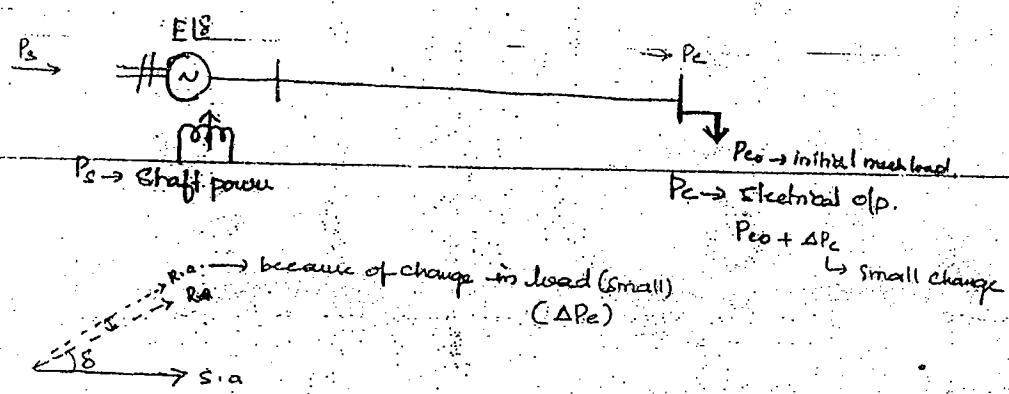 E∠δ
Ps →
→ Pe
~
Peo → initial mech load.
Ps → Shaft power
Pe → Electrical o/p.
Peo + ΔPe
↳ small change
R.a. → because of change in load (small)
R.a
(ΔPe)
δ
→ s.a